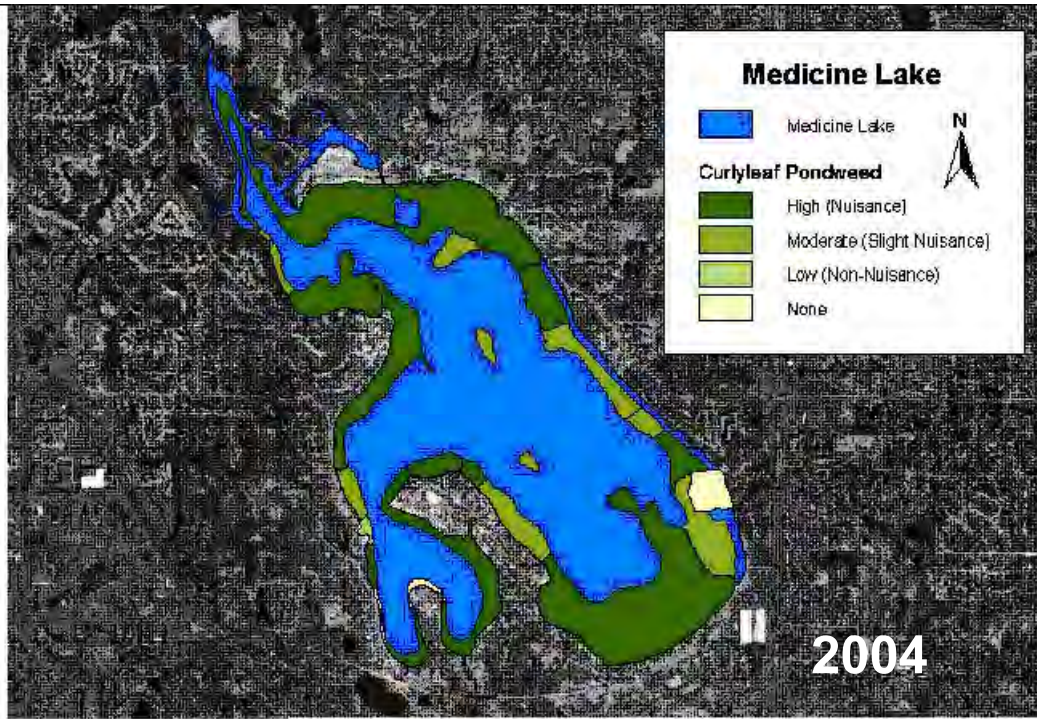 Medicine Lake
Medicine Lake
N
Curlyleaf Pondweed
High (Nuisance)
Moderate (Slight Nuisance)
Low (Non-Nuisance)
None
2004